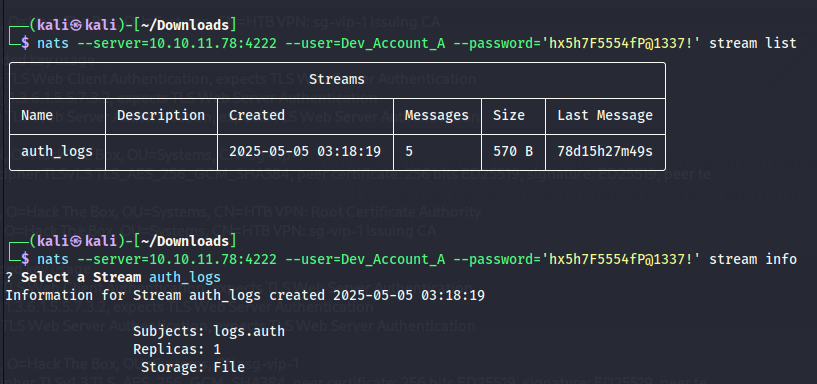 ┌──(kali㉿kali)-[~/Downloads]
└─$ nats --server=10.10.11.78:4222 --user=Dev_Account_A --password='hx5h7F5554fP@1337!' stream list
Streams
Name Description Created Messages Size Last Message
auth_logs 2025-05-05 03:18:19 5 570 B 78d15h27m49s
┌──(kali㉿kali)-[~/Downloads]
└─$ nats --server=10.10.11.78:4222 --user=Dev_Account_A --password='hx5h7F5554fP@1337!' stream info
? Select a Stream auth_logs
Information for Stream auth_logs created 2025-05-05 03:18:19
Subjects: logs.auth
Replicas: 1
Storage: File